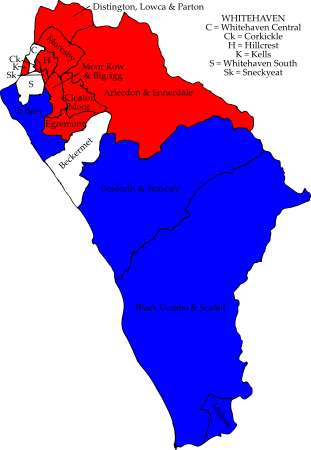 Distington, Lowca & Parton
WHITEHAVEN
C = Whitehaven Central
Ck = Corkickle
H = Hillcrest
K = Kells
S = Whitehaven South
Sk = Sneckyeat
Moresby
C
Ck
H
K
Sk
S
Moor Row
& Bigrigg
Arlecdon & Ennerdale
Cleator
Moor
St Bees
Egremont
Beckermet
Gosforth & Seascale
Black Combe & Scafell
Millom